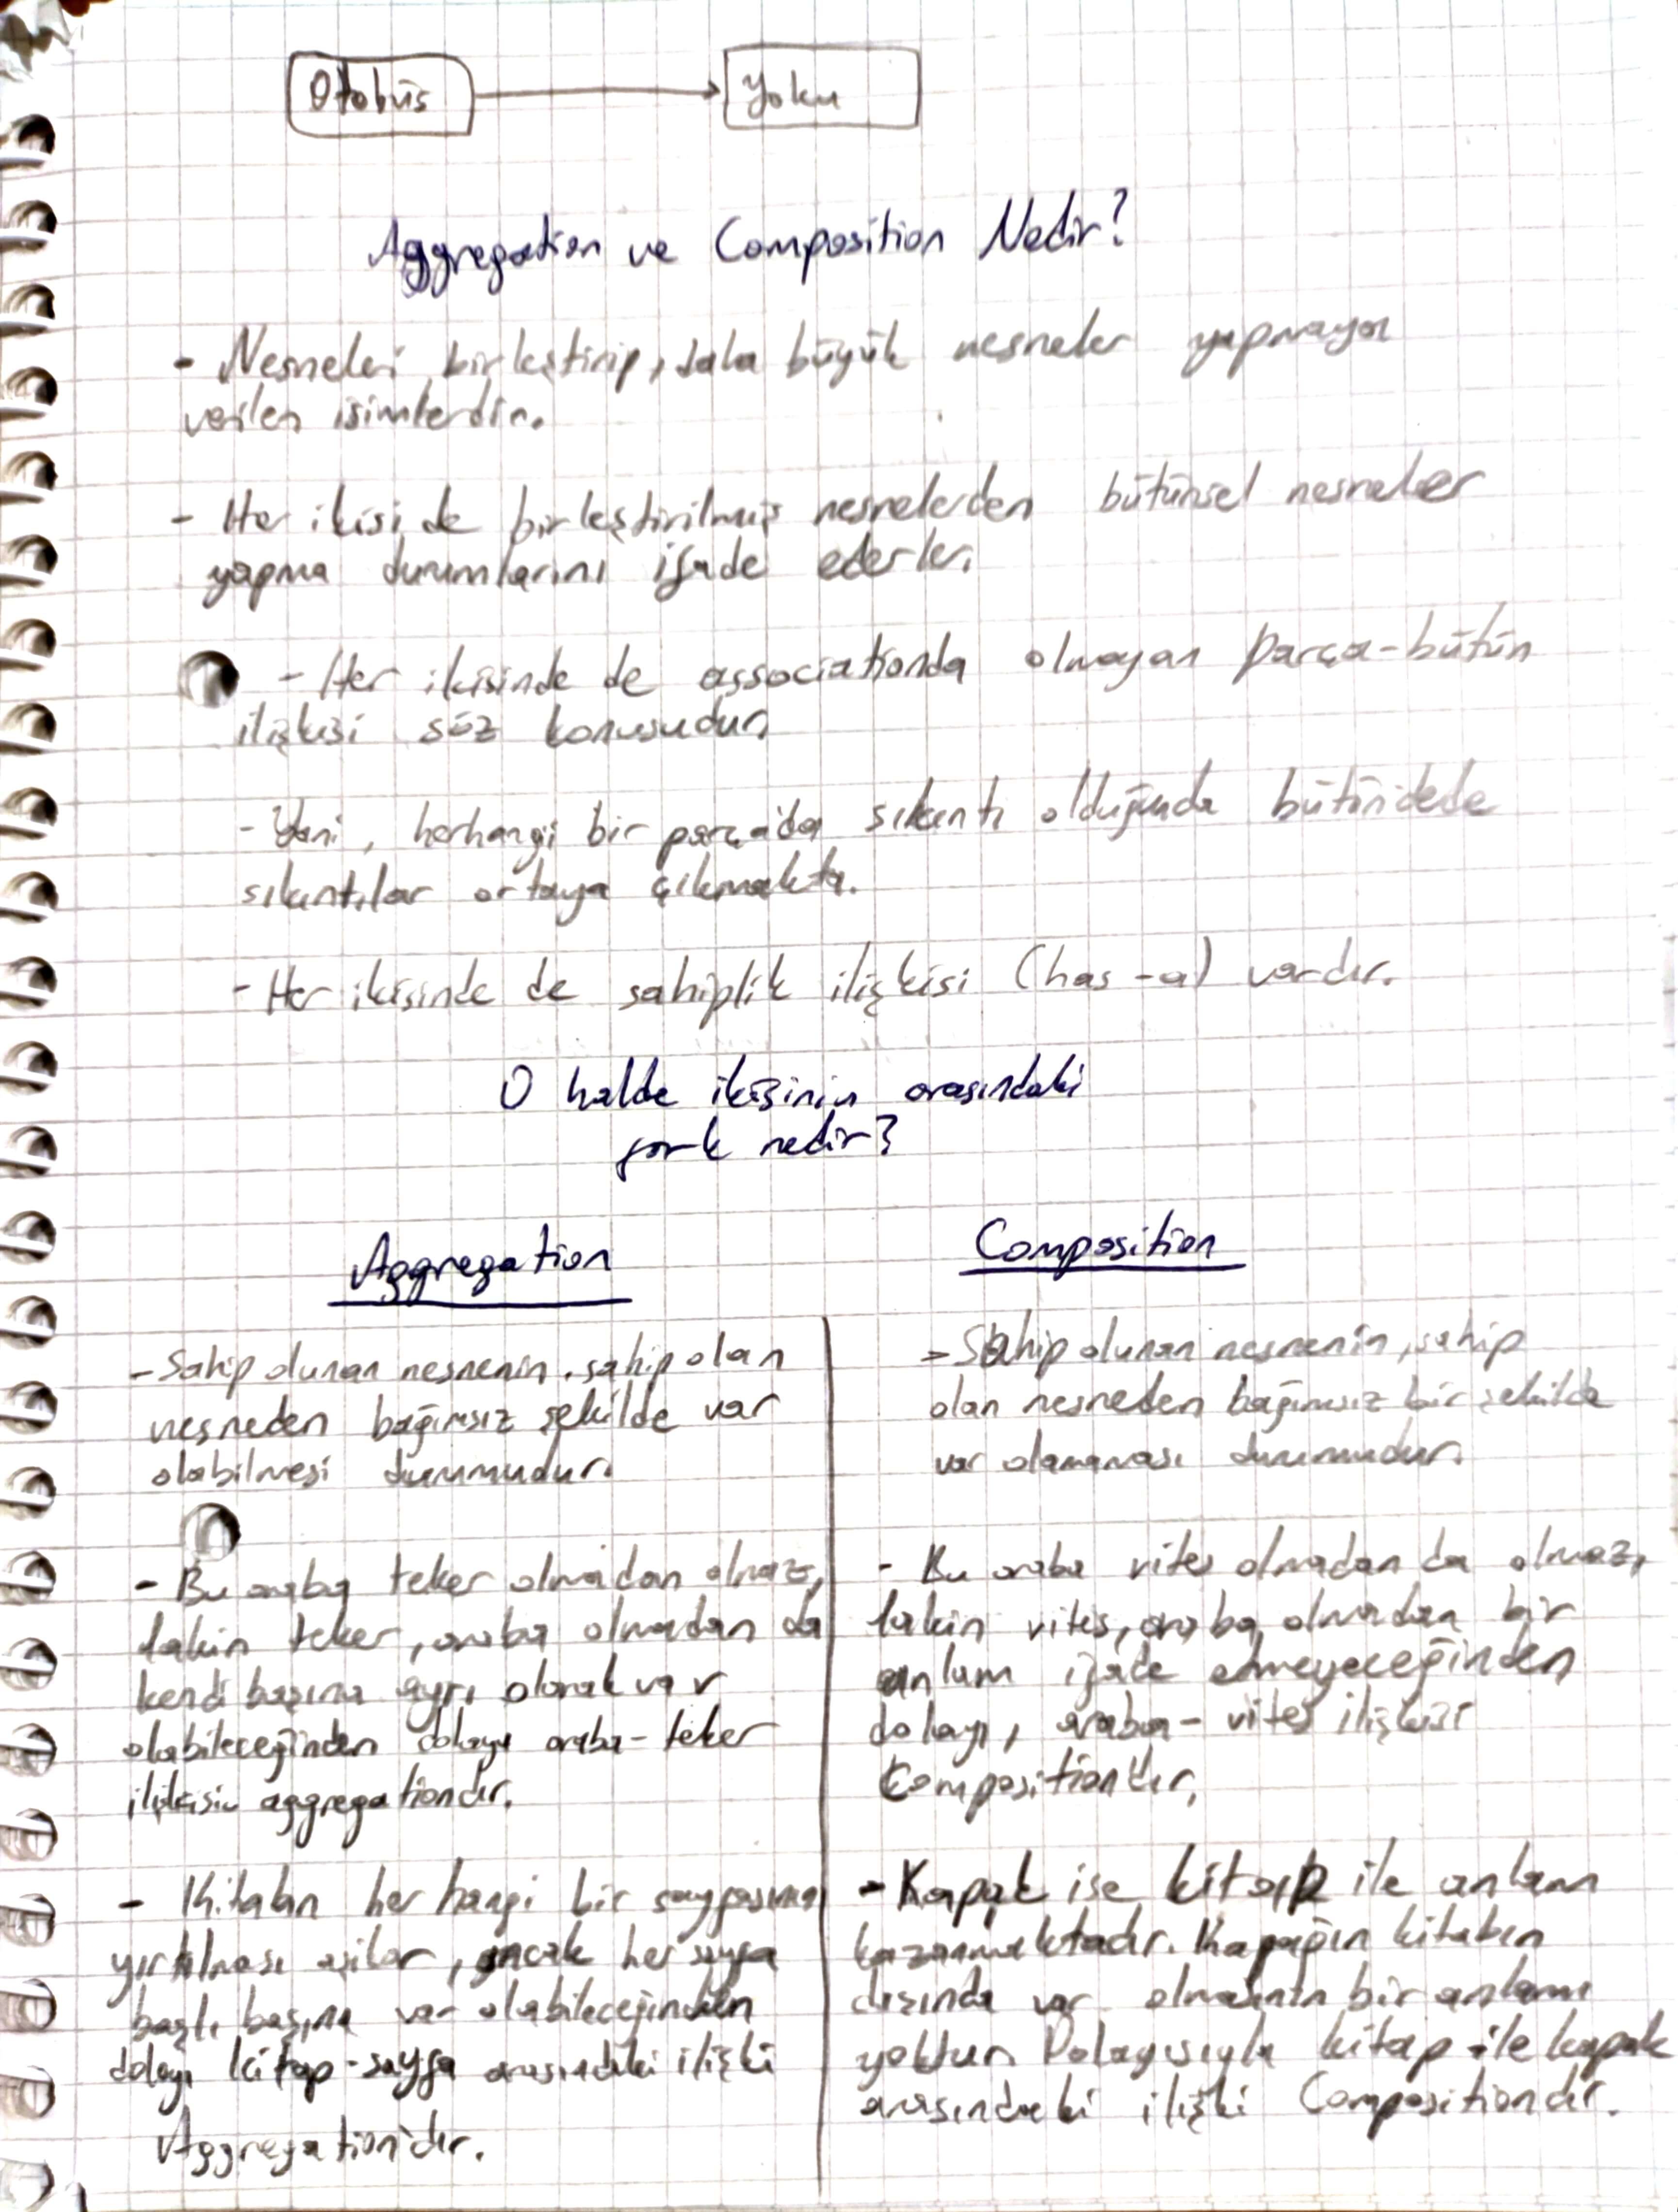 Otobüs
Yolcu
Aggregation ve Composition Nedir?
- Nesneleri birleştirip, daha büyük nesneler yapmaya
verilen isimlerdir.
- Her ikisi de birleştirilmiş nesnelerden bütünsel nesneler
yapma durumlarını ifade ederler.
- Her ikisinde de associationda olmayan parça-bütün
ilişkisi söz konusudur.
- Yani, herhangi bir parçada sıkıntı olduğunda bütündede
sıkıntılar ortaya çıkmakta.
- Her ikisinde de sahiplik ilişkisi (has-a) vardır.
O halde ikisinin arasındaki
fark nedir?
Aggregation
- Sahip olunan nesnenin, sahip olan
nesneden bağımsız şekilde var
olabilmesi durumudur.
- Bu araba teker olmadan olmaz,
lakin teker, araba olmadan da
kendi başına ayrı olarak var
olabileceğinden dolayı araba-teker
ilişkisi aggregationdır.
- Kitabın herhangi bir sayfasının
yırtılması aşılar, ancak her sayfa
başlı başına var olabileceğinden
dolayı kitap-sayfa arasındaki ilişki
Aggregation'dır.
Composition
- Sahip olunan nesnenin, sahip
olan nesneden bağımsız bir şekilde
var olamaması durumudur.
- Bu araba vites olmadan da olmaz,
lakin vites, araba olmadan bir
anlam ifade etmeyeceğinden
dolayı, araba-vites ilişkisi
Compositiondır.
- Kapak ise kitap ile anlam
kazanmaktadır. Kapağın kitabın
dışında var olmasının bir anlamı
yoktur. Dolayısıyla kitap ile kapak
arasındaki ilişki Compositiondır.